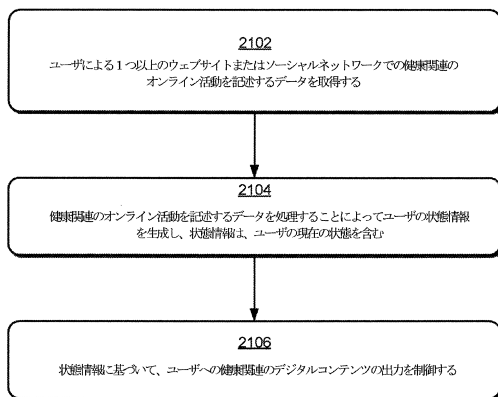 2102
ユーザによる1つ以上のウェブサイトまたはソーシャルネットワークでの健康関連の
オンライン活動を記述するデータを取得する
2104
健康関連のオンライン活動を記述するデータを処理することによってユーザの状態情報
を生成し、状態情報は、ユーザの現在の状態を含む
2106
状態情報に基づいて、ユーザへの健康関連のデジタルコンテンツの出力を制御する